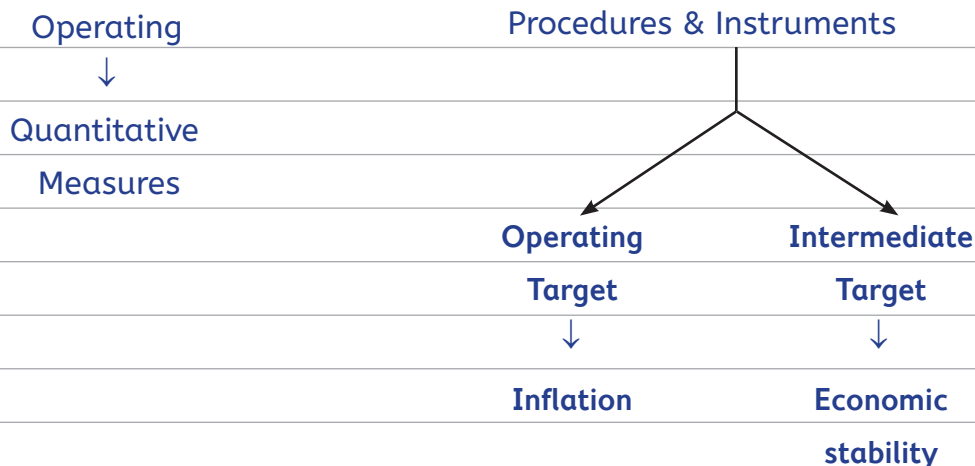 Operating Procedures & Instruments
↓
Quantitative
Measures
Operating Intermediate
Target Target
↓ ↓
Inflation Economic
stability